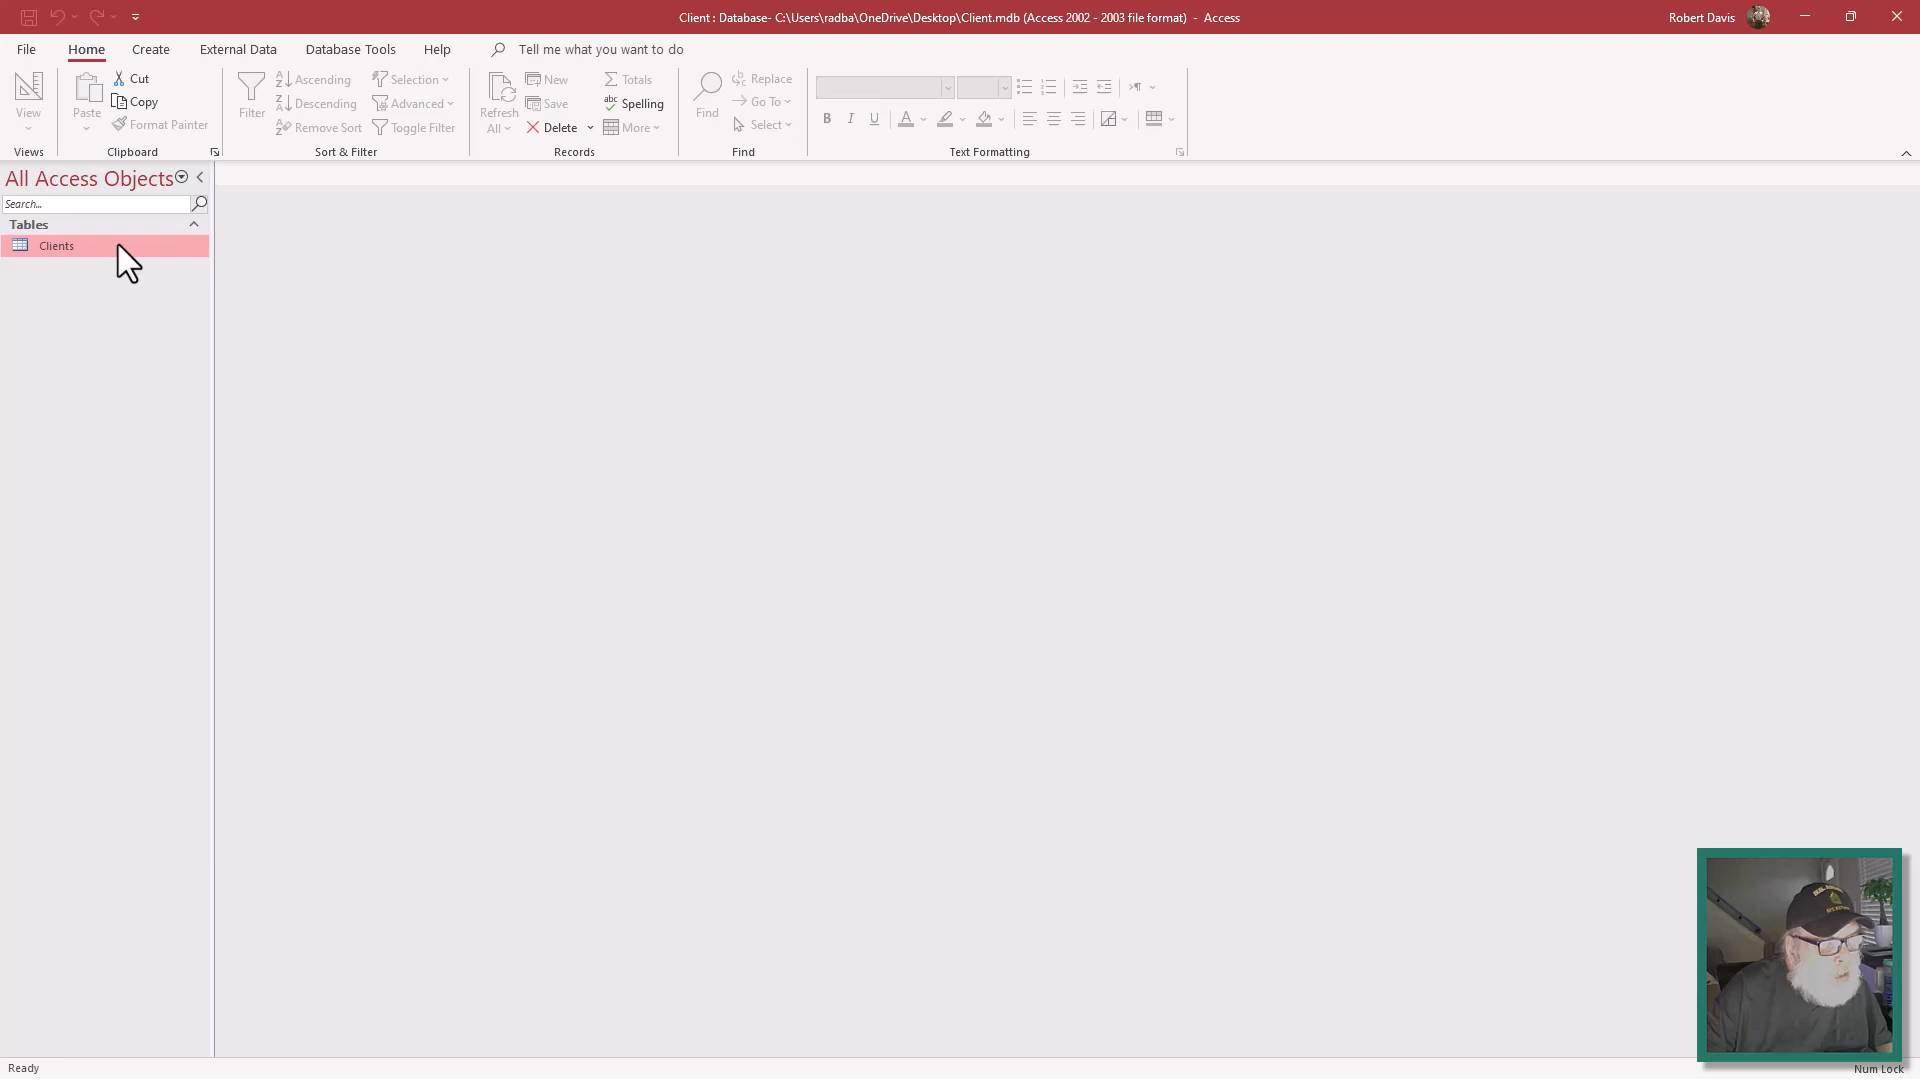 Client : Database- C:\Users\radba\OneDrive\Desktop\Client.mdb (Access 2002 - 2003 file format) - Access
Robert Davis
File Home Create External Data Database Tools Help Tell me what you want to do
View
Views
Paste
Cut
Copy
Format Painter
Clipboard
Filter
Ascending
Descending
Remove Sort
Selection
Advanced
Toggle Filter
Sort & Filter
Refresh
All
New
Save
Delete
Totals
Spelling
More
Records
Find
Replace
Go To
Select
Find
B I U A
Text Formatting
All Access Objects
Search...
Tables
Clients
Ready
Num Lock